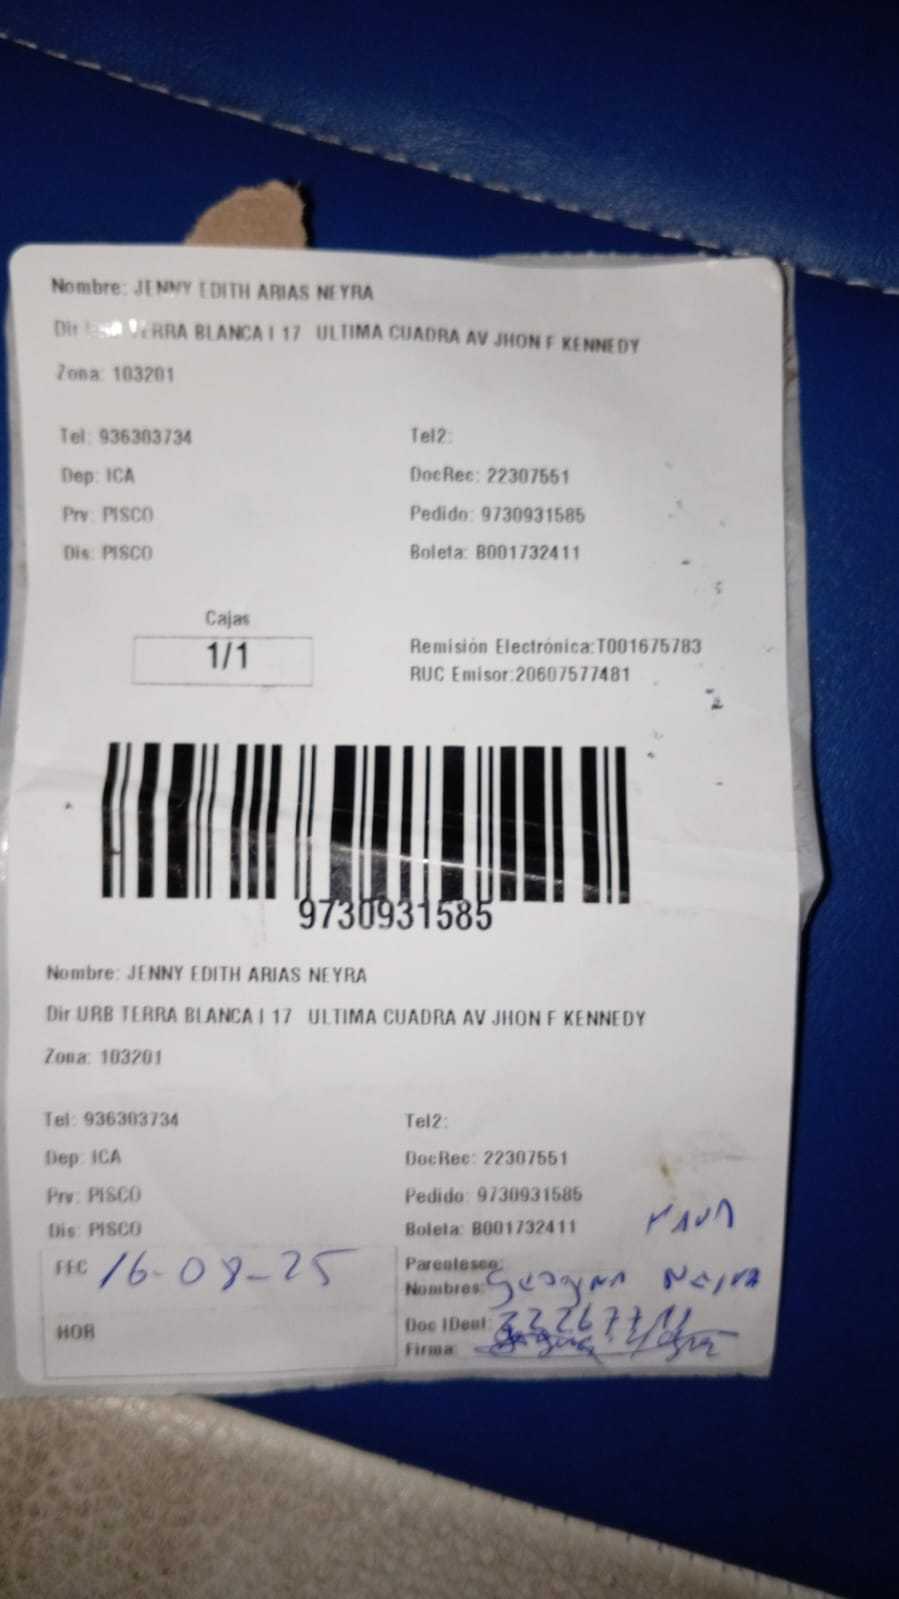 Nombre: JENNY EDITH ARIAS NEYRA
Dir TERRA BLANCA I 17 ULTIMA CUADRA AV JHON F KENNEDY
Zona: 103201
Tel: 936303734 Tel2:
Dep: ICA DocRec: 22307551
Prv: PISCO Pedido: 9730931585
Dis: PISCO Boleta: B001732411
Cajas
1/1
Remisión Electrónica:T001675783
RUC Emisor:20607577481
9730931585
Nombre: JENNY EDITH ARIAS NEYRA
Dir URB TERRA BLANCA I 17 ULTIMA CUADRA AV JHON F KENNEDY
Zona: 103201
Tel: 936303734 Tel2:
Dep: ICA DocRec: 22307551
Prv: PISCO Pedido: 9730931585
Dis: PISCO Boleta: B001732411
FEC 16-08-25 Parentesco:
Nombres: Neyra
HOR Doc IDent:
Firma: